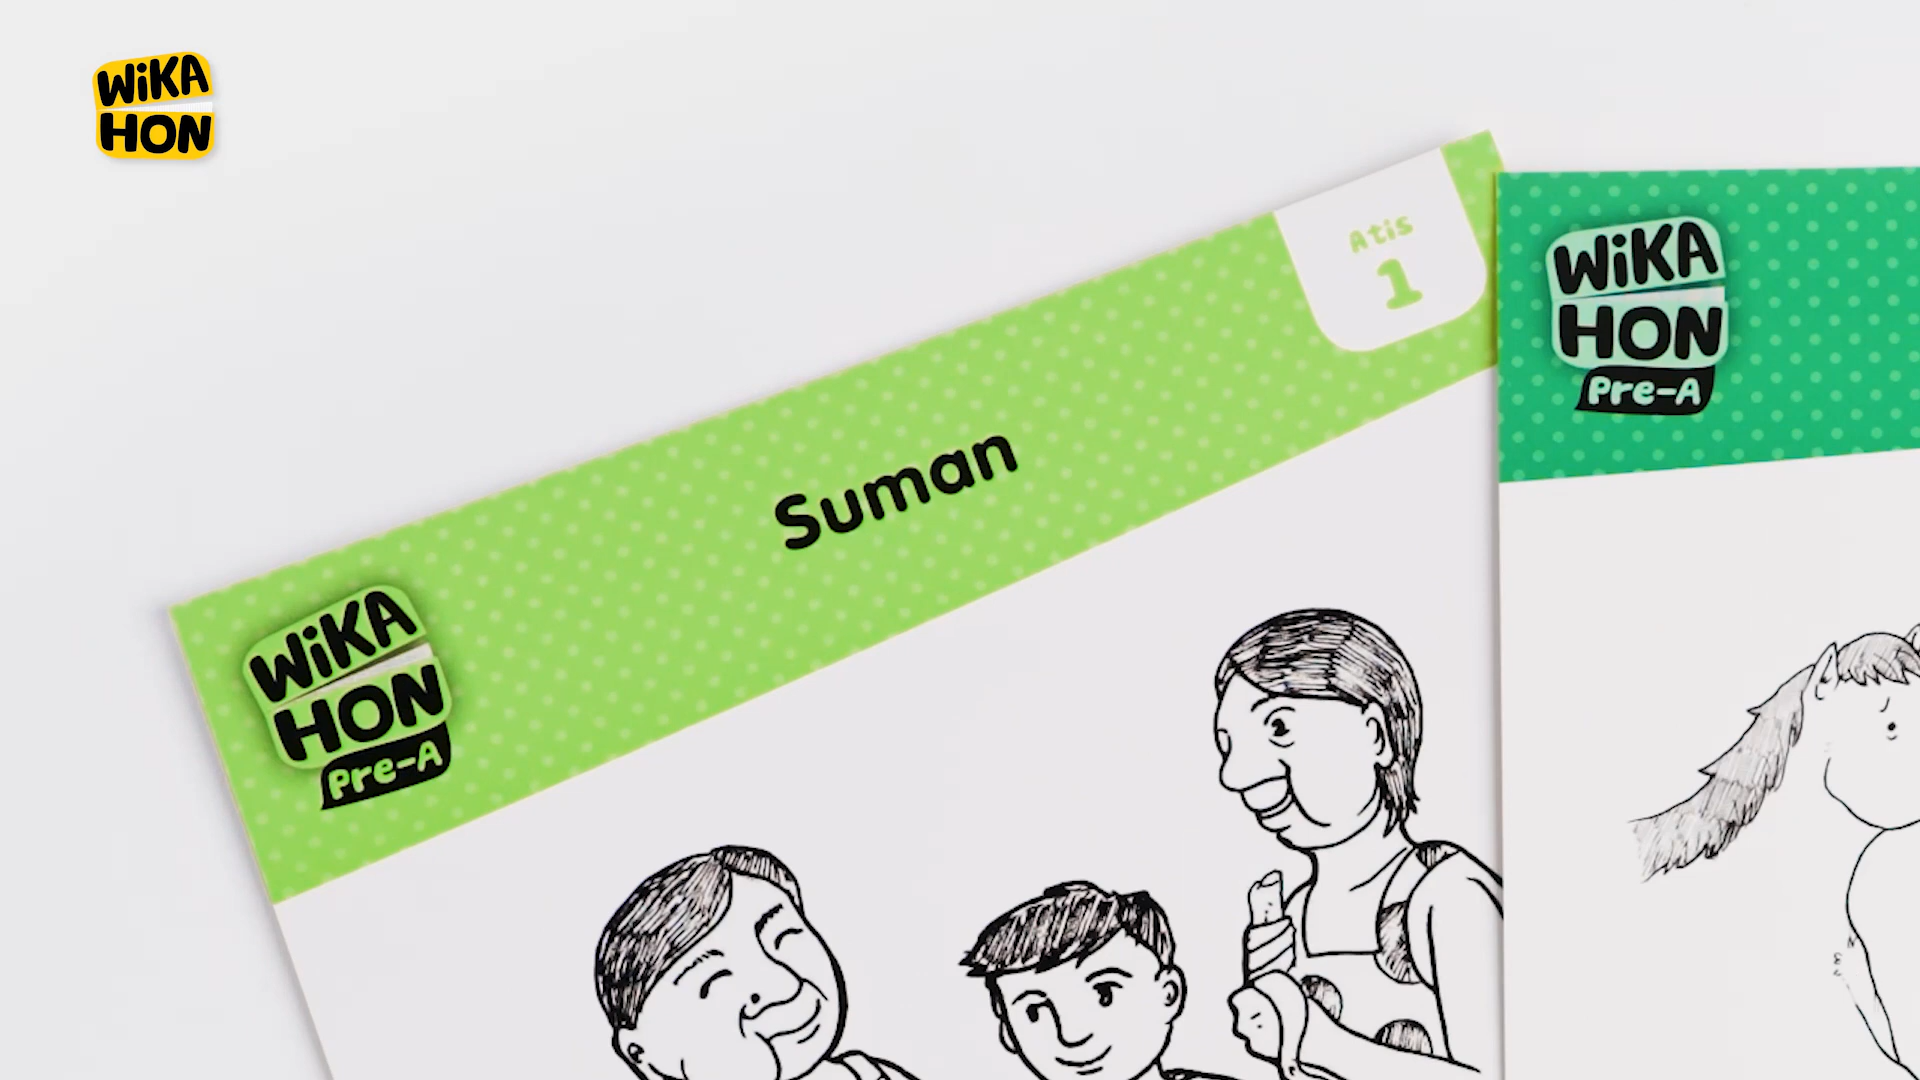 WiKA
HON
Atis
1
Suman
WiKA
HON
Pre-A
WiKA
HON
Pre-A